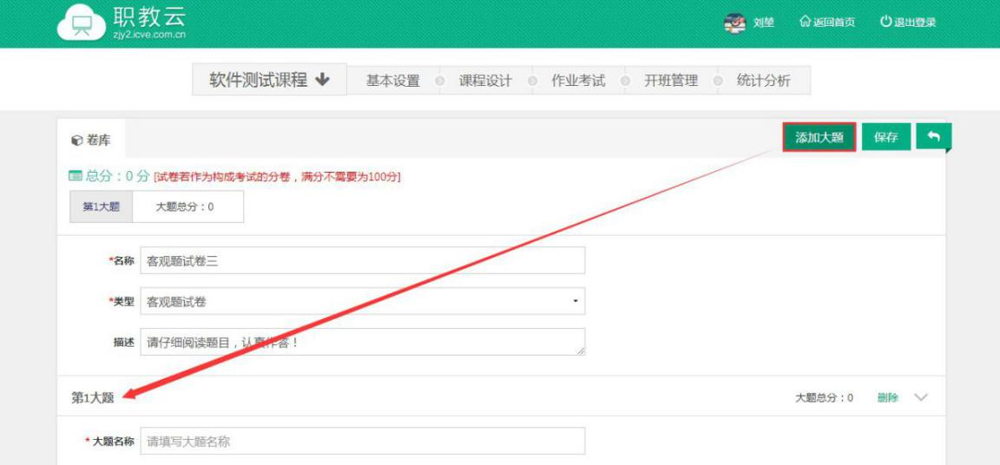 职教云
zjy2.icve.com.cn
刘堃 返回首页 退出登录
软件测试课程 基本设置 课程设计 作业考试 开班管理 统计分析
卷库 添加大题 保存
总分：0 分 [试卷若作为构成考试的分卷，满分不需要为100分]
第1大题 大题总分：0
*名称 客观题试卷三
*类型 客观题试卷
描述 请仔细阅读题目，认真作答！
第1大题 大题总分：0 删除
* 大题名称 请填写大题名称